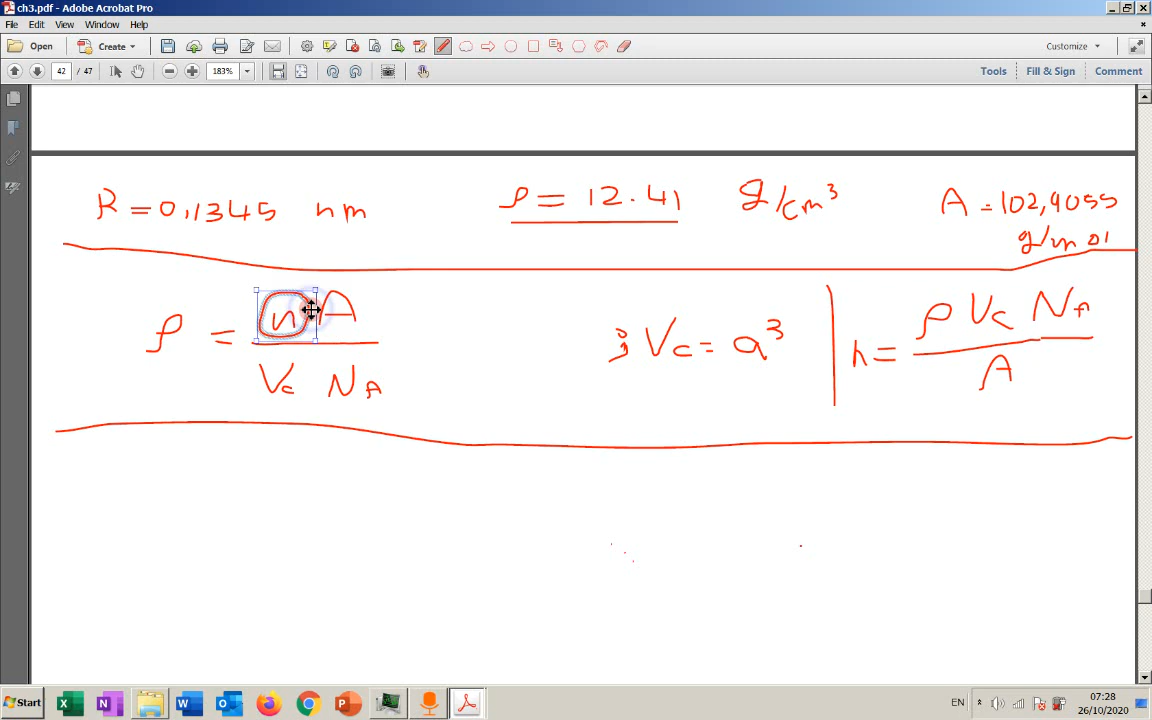 ch3.pdf - Adobe Acrobat Pro
File Edit View Window Help
Open Create Customize
42 / 47 183% Tools Fill & Sign Comment
R = 0,1345 nm ρ = 12.41 g/cm³ A = 102,9055
g/mol
ρ = n A / Vc NA ; Vc = a³ n = ρ Vc NA / A
Start EN 07:28
26/10/2020